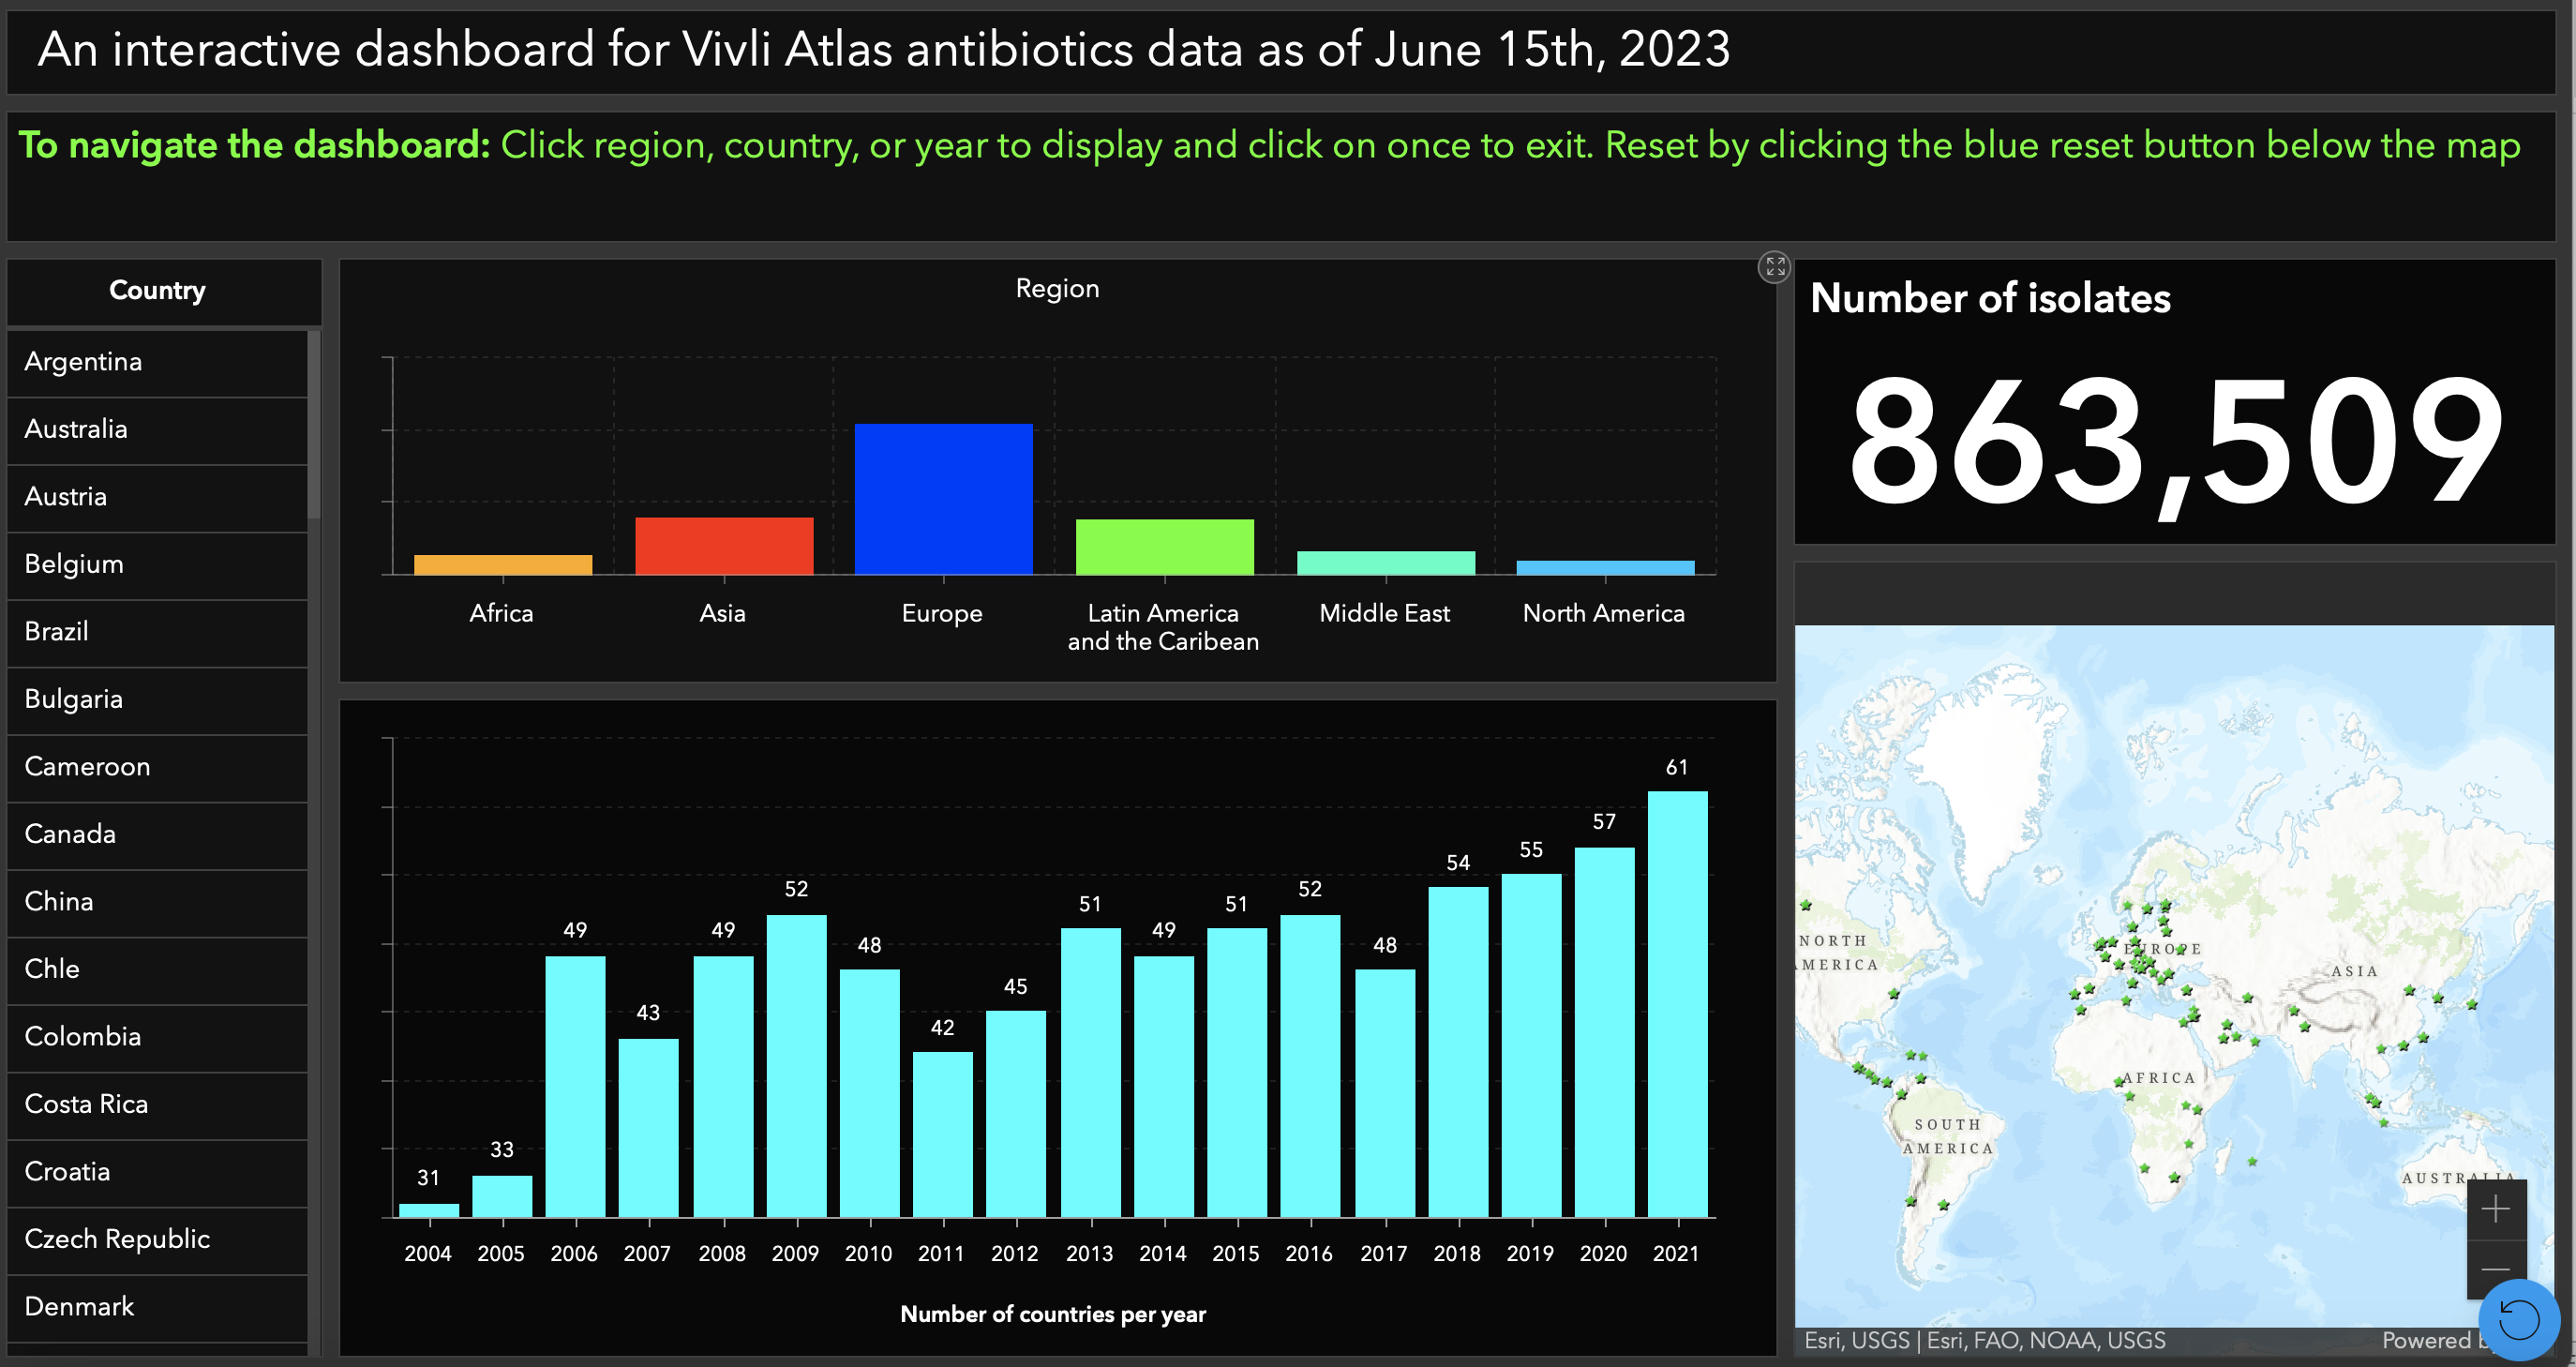 An interactive dashboard for Vivli Atlas antibiotics data as of June 15th, 2023
To navigate the dashboard: Click region, country, or year to display and click on once to exit. Reset by clicking the blue reset button below the map
Country
Argentina
Australia
Austria
Belgium
Brazil
Bulgaria
Cameroon
Canada
China
Chle
Colombia
Costa Rica
Croatia
Czech Republic
Denmark
Region
Africa
Asia
Europe
Latin America
and the Caribean
Middle East
North America
31
33
49
43
49
52
48
42
45
51
49
51
52
48
54
55
57
61
2004
2005
2006
2007
2008
2009
2010
2011
2012
2013
2014
2015
2016
2017
2018
2019
2020
2021
Number of countries per year
Number of isolates
863,509
NORTH
AMERICA
EUROPE
ASIA
AFRICA
SOUTH
AMERICA
AUSTRALIA
Esri, USGS | Esri, FAO, NOAA, USGS
Powered